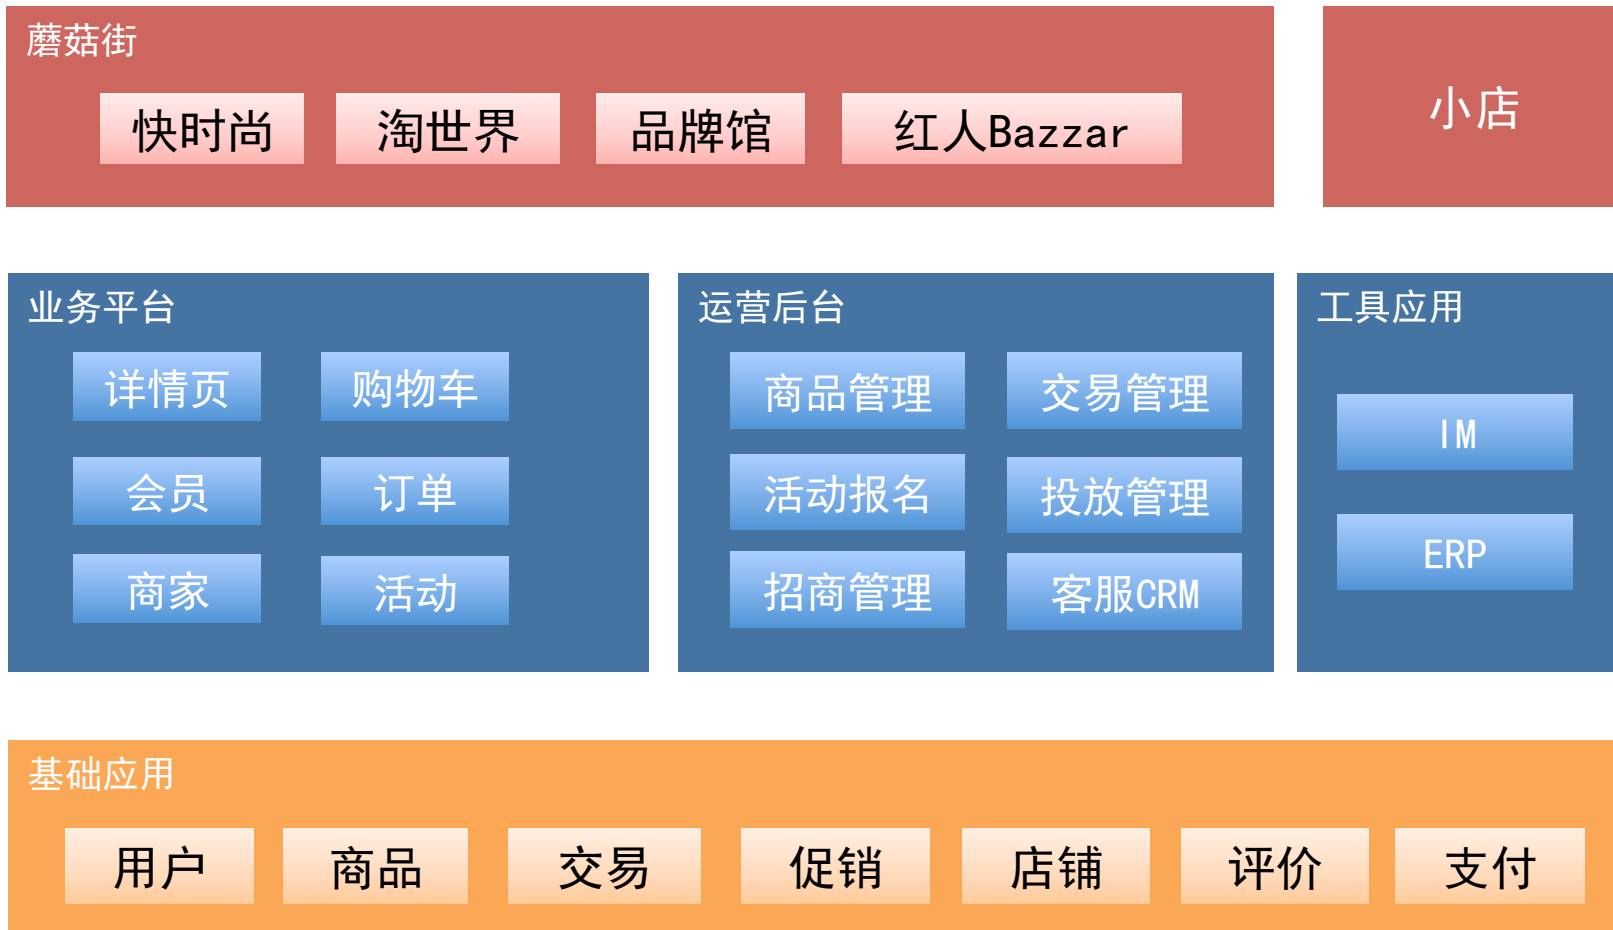 蘑菇街
快时尚 淘世界 品牌馆 红人Bazzar
小店
业务平台
详情页 购物车
会员 订单
商家 活动
运营后台
商品管理 交易管理
活动报名 投放管理
招商管理 客服CRM
工具应用
IM
ERP
基础应用
用户 商品 交易 促销 店铺 评价 支付